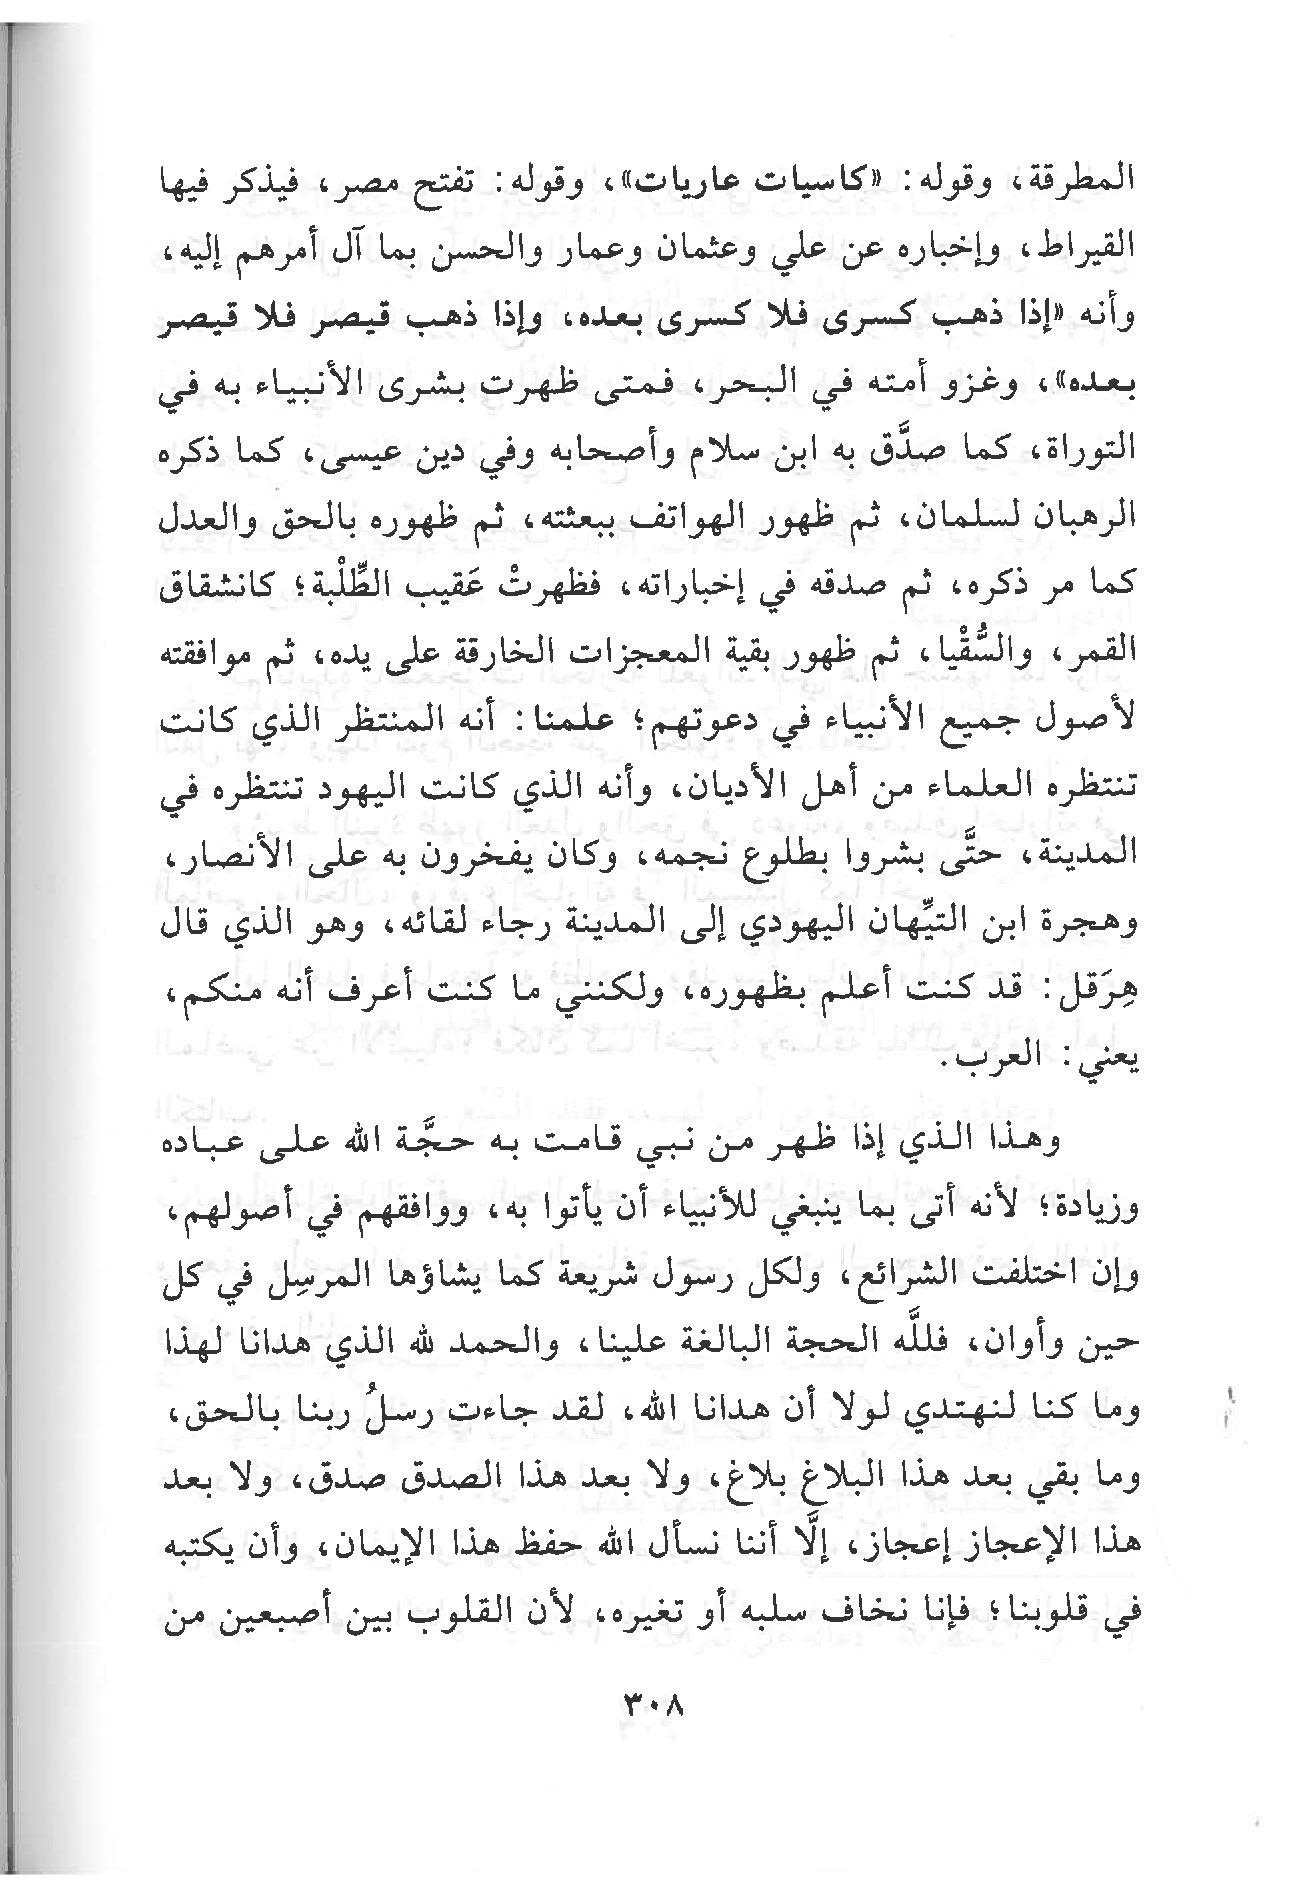 المطرقة، وقوله: «كاسيات عاريات»، وقوله: تفتح مصر، فيذكر فيها
القيراط، وإخباره عن علي وعثمان وعمار والحسن بما آل أمرهم إليه،
وأنه «إذا ذهب كسرى فلا كسرى بعده، وإذا ذهب قيصر فلا قيصر
بعده»، وغزو أمته في البحر، فمتى ظهرت بشرى الأنبياء به في
التوراة، كما صدَّق به ابن سلام وأصحابه وفي دين عيسى، كما ذكره
الرهبان لسلمان، ثم ظهور الهواتف ببعثته، ثم ظهوره بالحق والعدل
كما مر ذكره، ثم صدقه في إخباراته، فظهرتْ عَقيب الطِّلْبة؛ كانشقاق
القمر، والسُّقْيا، ثم ظهور بقية المعجزات الخارقة على يده، ثم موافقته
لأصول جميع الأنبياء في دعوتهم؛ علمنا: أنه المنتظر الذي كانت
تنتظره العلماء من أهل الأديان، وأنه الذي كانت اليهود تنتظره في
المدينة، حتَّى بشروا بطلوع نجمه، وكان يفخرون به على الأنصار،
وهجرة ابن التيِّهان اليهودي إلى المدينة رجاء لقائه، وهو الذي قال
هِرَقل: قد كنت أعلم بظهوره، ولكنني ما كنت أعرف أنه منكم،
يعني: العرب.
وهذا الذي إذا ظهر من نبي قامت به حجَّة الله على عباده
وزيادة؛ لأنه أتى بما ينبغي للأنبياء أن يأتوا به، ووافقهم في أصولهم،
وإن اختلفت الشرائع، ولكل رسول شريعة كما يشاؤها المرسِل في كل
حين وأوان، فللَّه الحجة البالغة علينا، والحمد لله الذي هدانا لهذا
وما كنا لنهتدي لولا أن هدانا الله، لقد جاءت رسلُ ربنا بالحق،
وما بقي بعد هذا البلاغ بلاغ، ولا بعد هذا الصدق صدق، ولا بعد
هذا الإعجاز إعجاز، إلَّا أننا نسأل الله حفظ هذا الإيمان، وأن يكتبه
في قلوبنا؛ فإنا نخاف سلبه أو تغيره، لأن القلوب بين أصبعين من
٣٠٨